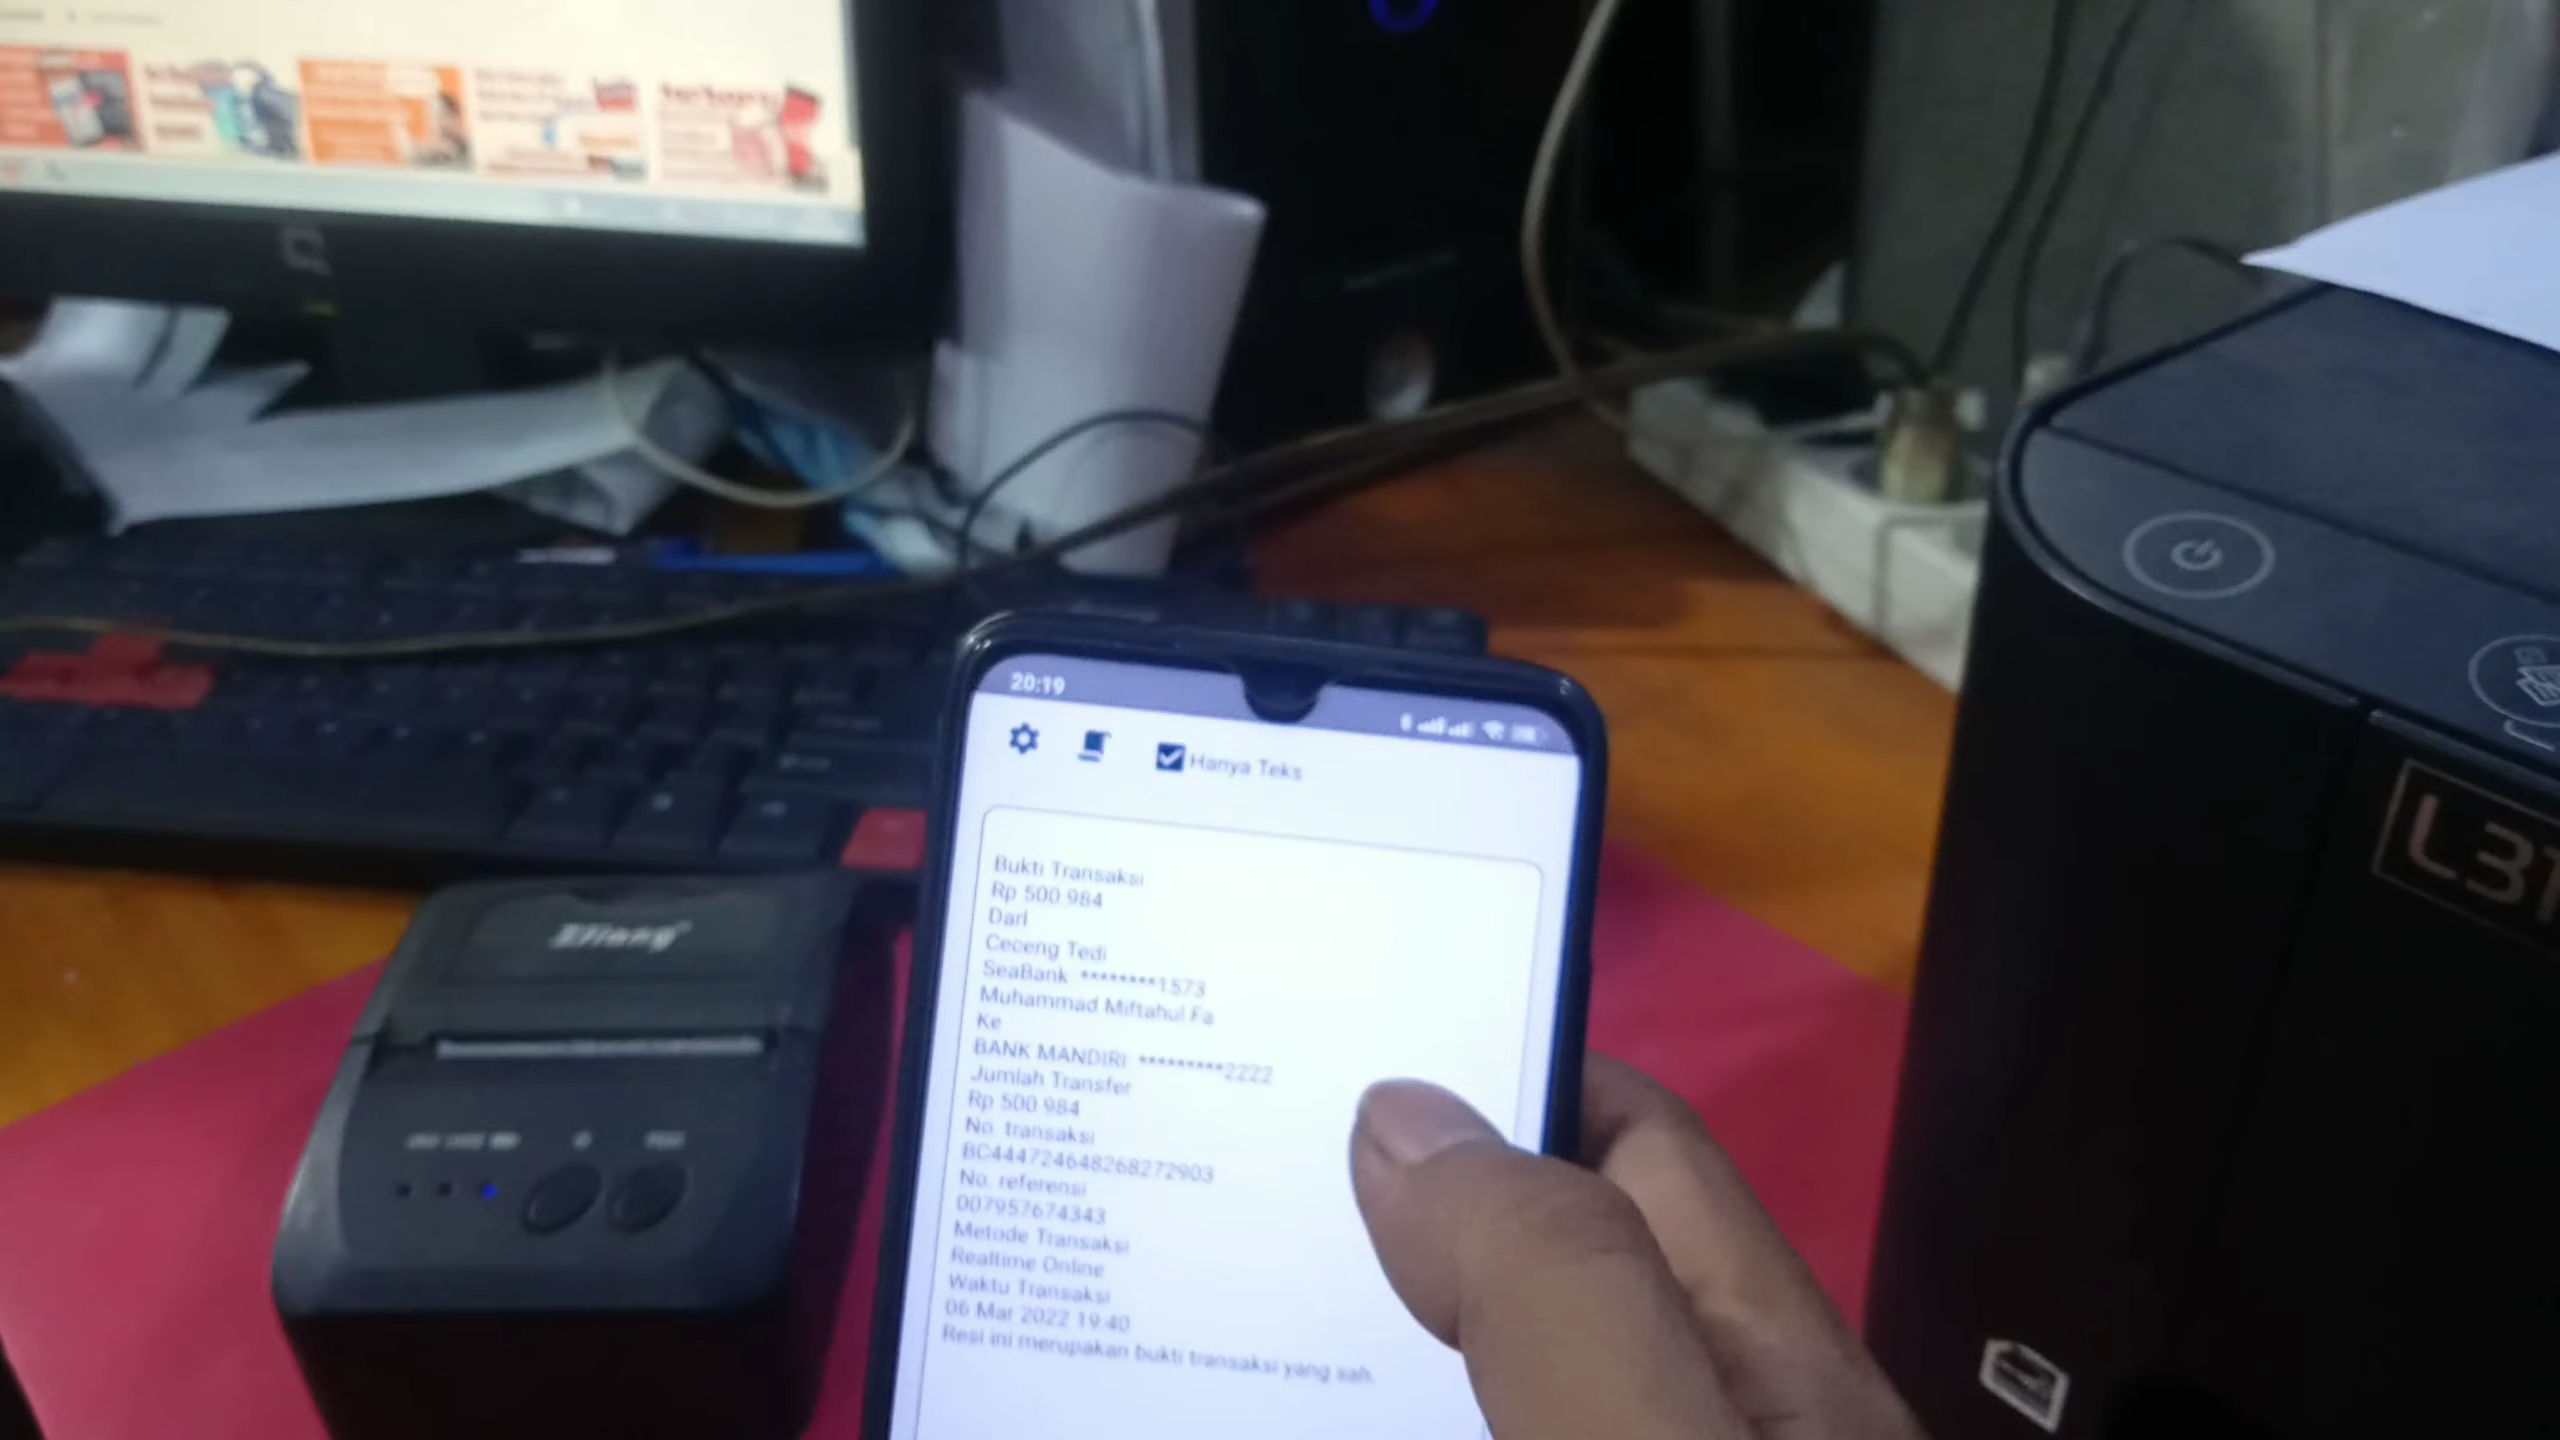 20:19
Hanya Teks
Bukti Transaksi
Rp 500.984
Dari
Ceceng Tedi
SeaBank ********1573
Muhammad Miftahul Fa
Ke
BANK MANDIRI *********2222
Jumlah Transfer
Rp 500.984
No. transaksi
BC444724648268272903
No. referensi
007957674343
Metode Transaksi
Realtime Online
Waktu Transaksi
06 Mar 2022 19:40
Resi ini merupakan bukti transaksi yang sah.
L31